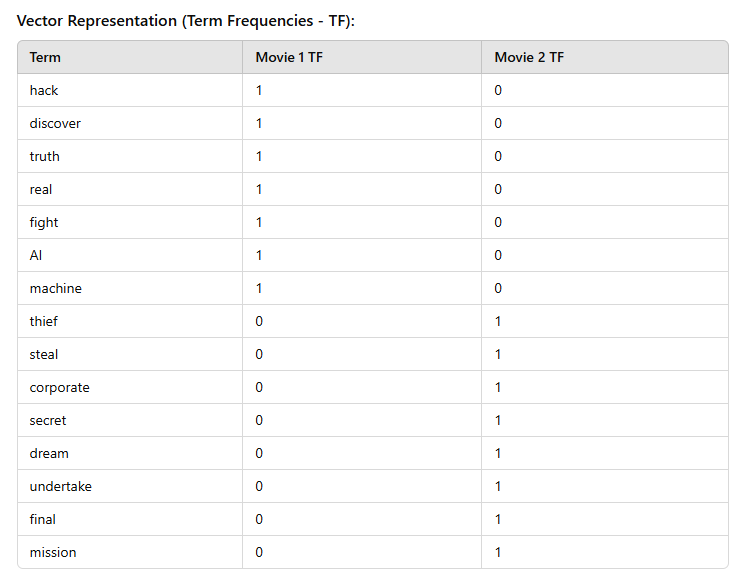 Vector Representation (Term Frequencies - TF):
Term Movie 1 TF Movie 2 TF
hack 1 0
discover 1 0
truth 1 0
real 1 0
fight 1 0
AI 1 0
machine 1 0
thief 0 1
steal 0 1
corporate 0 1
secret 0 1
dream 0 1
undertake 0 1
final 0 1
mission 0 1